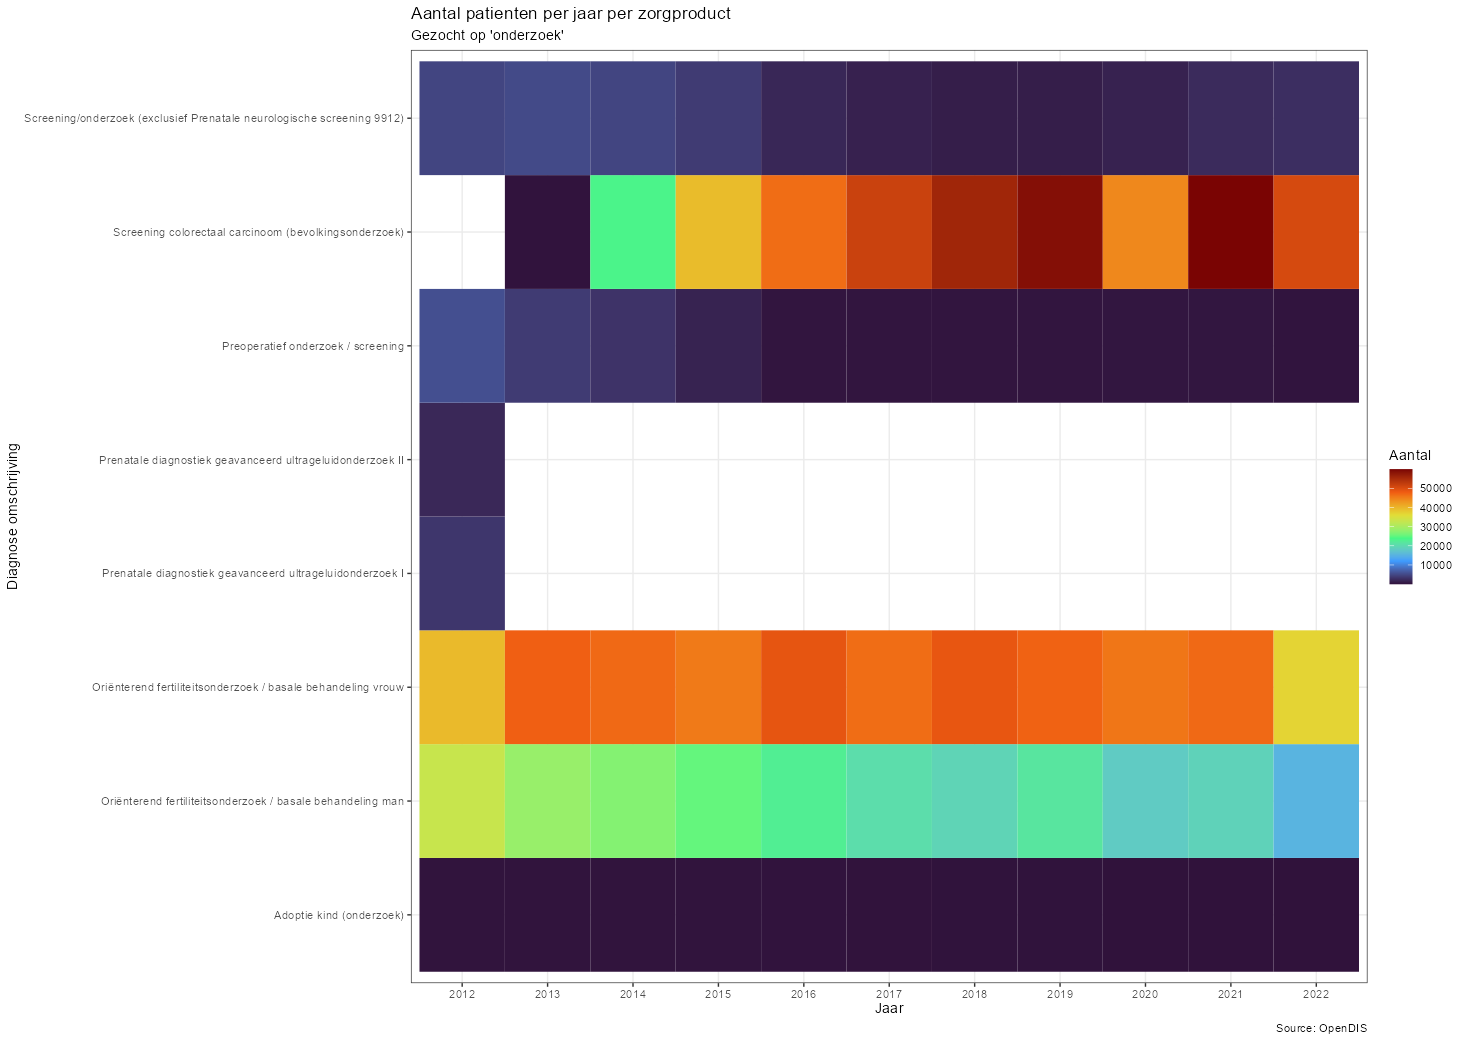 Aantal patienten per jaar per zorgproduct
Gezocht op 'onderzoek'
Diagnose omschrijving
Screening/onderzoek (exclusief Prenatale neurologische screening 9912)
Screening colorectaal carcinoom (bevolkingsonderzoek)
Preoperatief onderzoek / screening
Prenatale diagnostiek geavanceerd ultrageluidonderzoek II
Prenatale diagnostiek geavanceerd ultrageluidonderzoek I
Oriënterend fertiliteitsonderzoek / basale behandeling vrouw
Oriënterend fertiliteitsonderzoek / basale behandeling man
Adoptie kind (onderzoek)
2012 2013 2014 2015 2016 2017 2018 2019 2020 2021 2022
Jaar
Aantal
50000
40000
30000
20000
10000
Source: OpenDIS